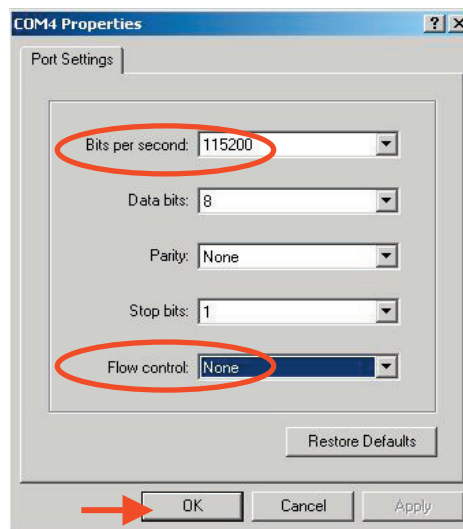 COM4 Properties
Port Settings
Bits per second: 115200
Data bits: 8
Parity: None
Stop bits: 1
Flow control: None
Restore Defaults
OK Cancel Apply